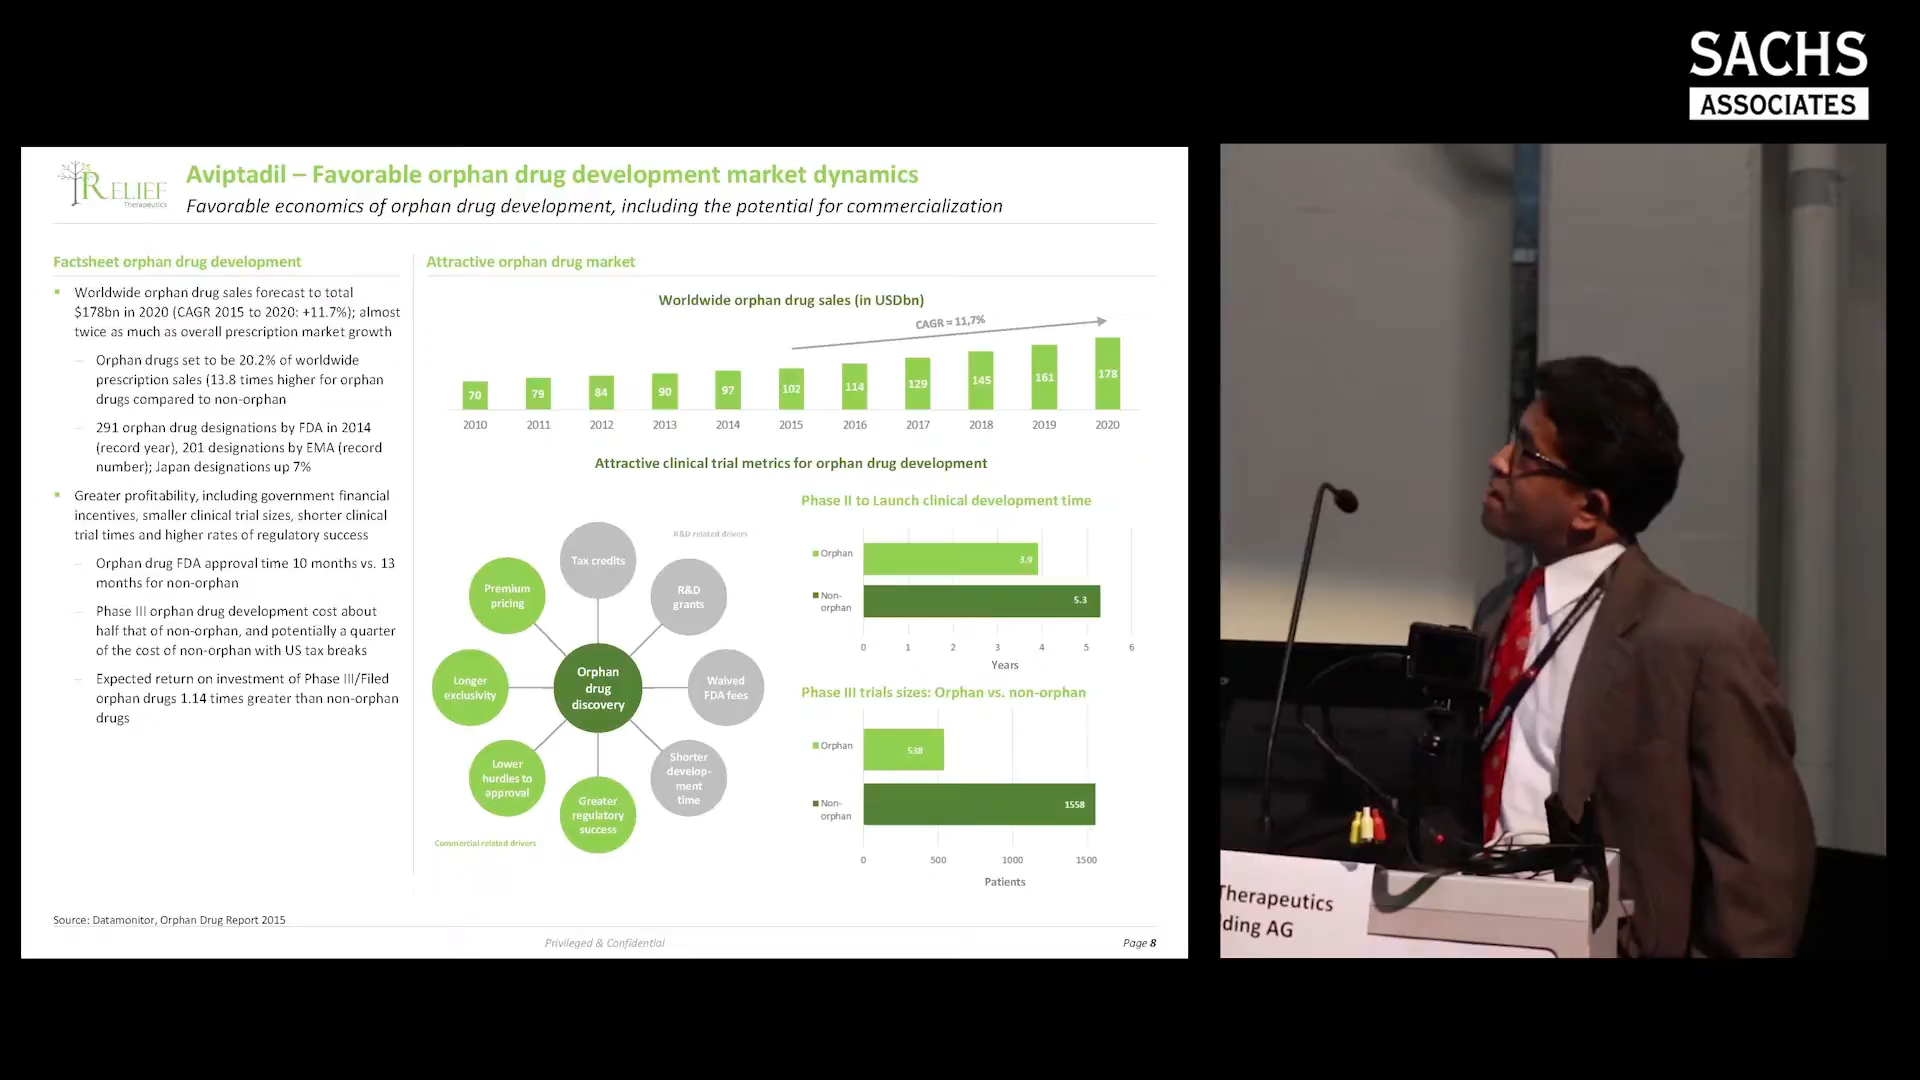 SACHS
ASSOCIATES
RELIEF
Therapeutics
Aviptadil – Favorable orphan drug development market dynamics
Favorable economics of orphan drug development, including the potential for commercialization
Factsheet orphan drug development
Worldwide orphan drug sales forecast to total
$178bn in 2020 (CAGR 2015 to 2020: +11.7%); almost
twice as much as overall prescription market growth
Orphan drugs set to be 20.2% of worldwide
prescription sales (13.8 times higher for orphan
drugs compared to non-orphan
291 orphan drug designations by FDA in 2014
(record year), 201 designations by EMA (record
number); Japan designations up 7%
Greater profitability, including government financial
incentives, smaller clinical trial sizes, shorter clinical
trial times and higher rates of regulatory success
Orphan drug FDA approval time 10 months vs. 13
months for non-orphan
Phase III orphan drug development cost about
half that of non-orphan, and potentially a quarter
of the cost of non-orphan with US tax breaks
Expected return on investment of Phase III/Filed
orphan drugs 1.14 times greater than non-orphan
drugs
Attractive orphan drug market
Worldwide orphan drug sales (in USDbn)
CAGR = 11,7%
70 79 84 90 97 102 114 129 145 161 178
2010 2011 2012 2013 2014 2015 2016 2017 2018 2019 2020
Attractive clinical trial metrics for orphan drug development
R&D related drivers
Tax credits
Premium
pricing
R&D
grants
Longer
exclusivity
Orphan
drug
discovery
Waived
FDA fees
Lower
hurdles to
approval
Shorter
develop-
ment
time
Greater
regulatory
success
Commercial related drivers
Phase II to Launch clinical development time
Orphan
3.9
Non-
orphan
5.3
0 1 2 3 4 5 6
Years
Phase III trials sizes: Orphan vs. non-orphan
Orphan
538
Non-
orphan
1558
0 500 1000 1500
Patients
Source: Datamonitor, Orphan Drug Report 2015
Privileged & Confidential
Page 8
Therapeutics
ding AG